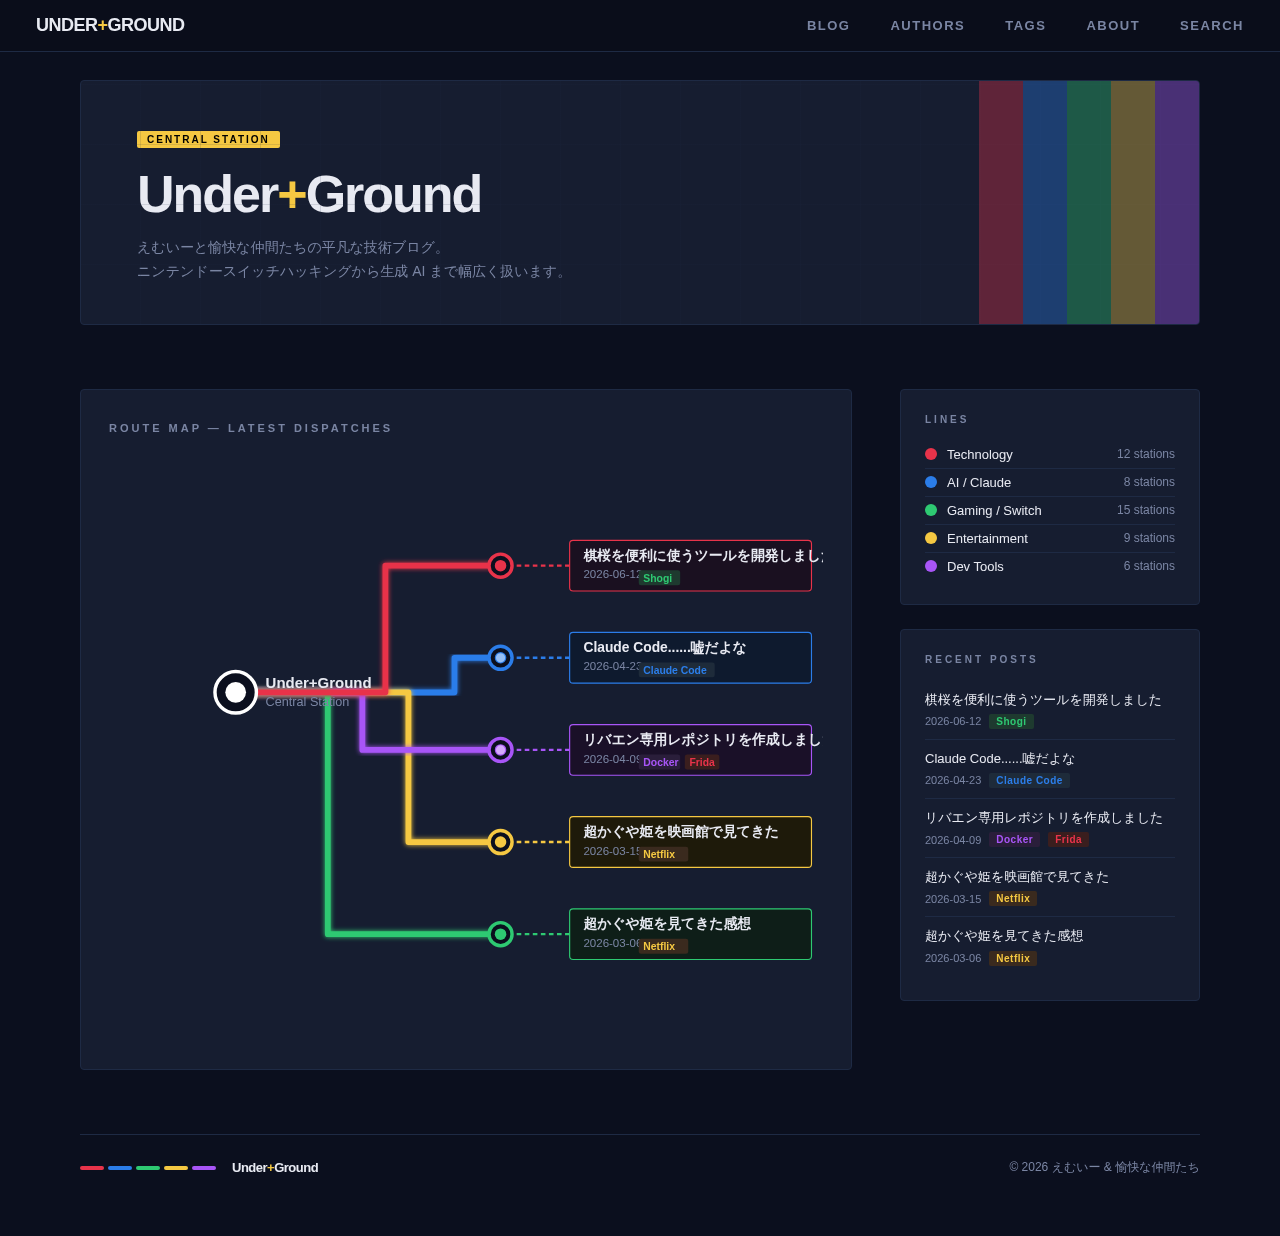 UNDER+GROUND
BLOG AUTHORS TAGS ABOUT SEARCH
CENTRAL STATION
Under+Ground
えむいーと愉快な仲間たちの平凡な技術ブログ。
ニンテンドースイッチハッキングから生成 AI まで幅広く扱います。
ROUTE MAP — LATEST DISPATCHES
Under+Ground
Central Station
棋桜を便利に使うツールを開発しまし
2026-06-12 Shogi
Claude Code......嘘だよな
2026-04-23 Claude Code
リバエン専用レポジトリを作成しまし
2026-04-09 Docker Frida
超かぐや姫を映画館で見てきた
2026-03-15 Netflix
超かぐや姫を見てきた感想
2026-03-06 Netflix
LINES
Technology 12 stations
AI / Claude 8 stations
Gaming / Switch 15 stations
Entertainment 9 stations
Dev Tools 6 stations
RECENT POSTS
棋桜を便利に使うツールを開発しました
2026-06-12 Shogi
Claude Code......嘘だよな
2026-04-23 Claude Code
リバエン専用レポジトリを作成しました
2026-04-09 Docker Frida
超かぐや姫を映画館で見てきた
2026-03-15 Netflix
超かぐや姫を見てきた感想
2026-03-06 Netflix
Under+Ground
© 2026 えむいー & 愉快な仲間たち